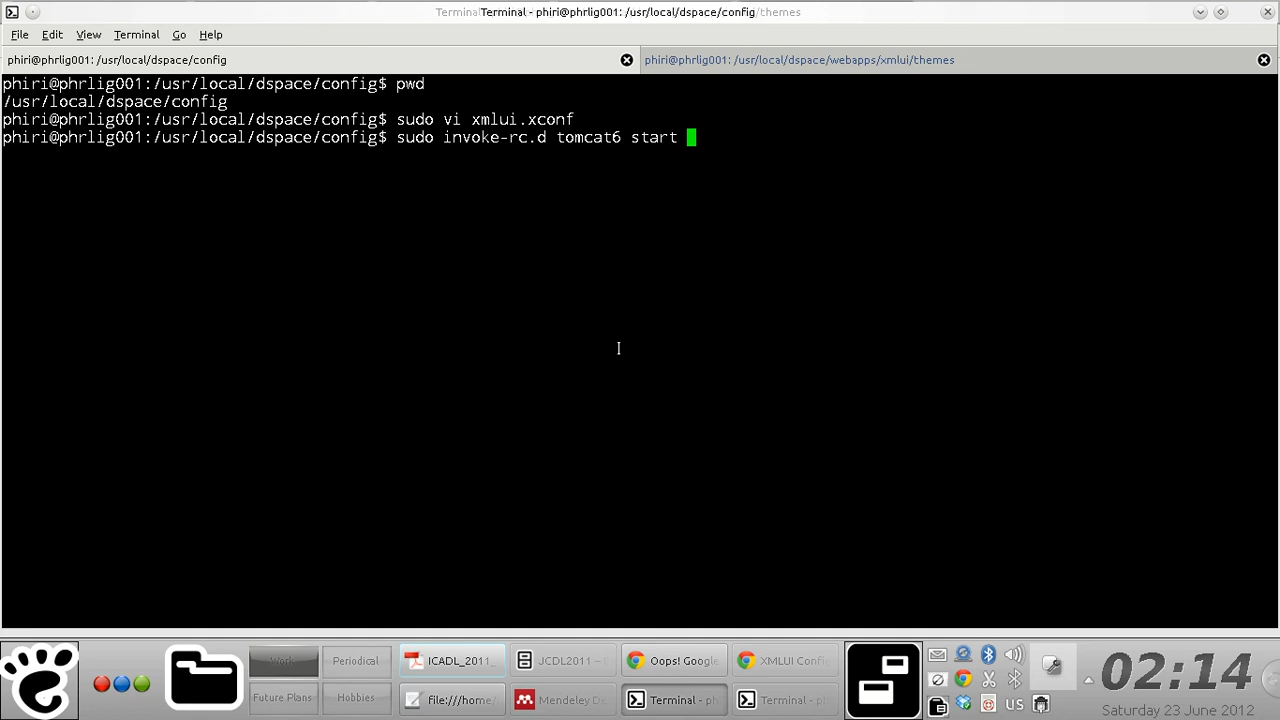 Terminal - phiri@phrlig001: /usr/local/dspace/config/themes
File Edit View Terminal Go Help
phiri@phrlig001: /usr/local/dspace/config
phiri@phrlig001: /usr/local/dspace/webapps/xmlui/themes
phiri@phrlig001:/usr/local/dspace/config$ pwd
/usr/local/dspace/config
phiri@phrlig001:/usr/local/dspace/config$ sudo vi xmlui.xconf
phiri@phrlig001:/usr/local/dspace/config$ sudo invoke-rc.d tomcat6 start
Work Periodical ICADL_2011_ JCDL2011 – Oops! Google XMLUI Confi
Future Plans Hobbies file:///home/ Mendeley De Terminal - ph Terminal - ph
US
02:14
Saturday 23 June 2012